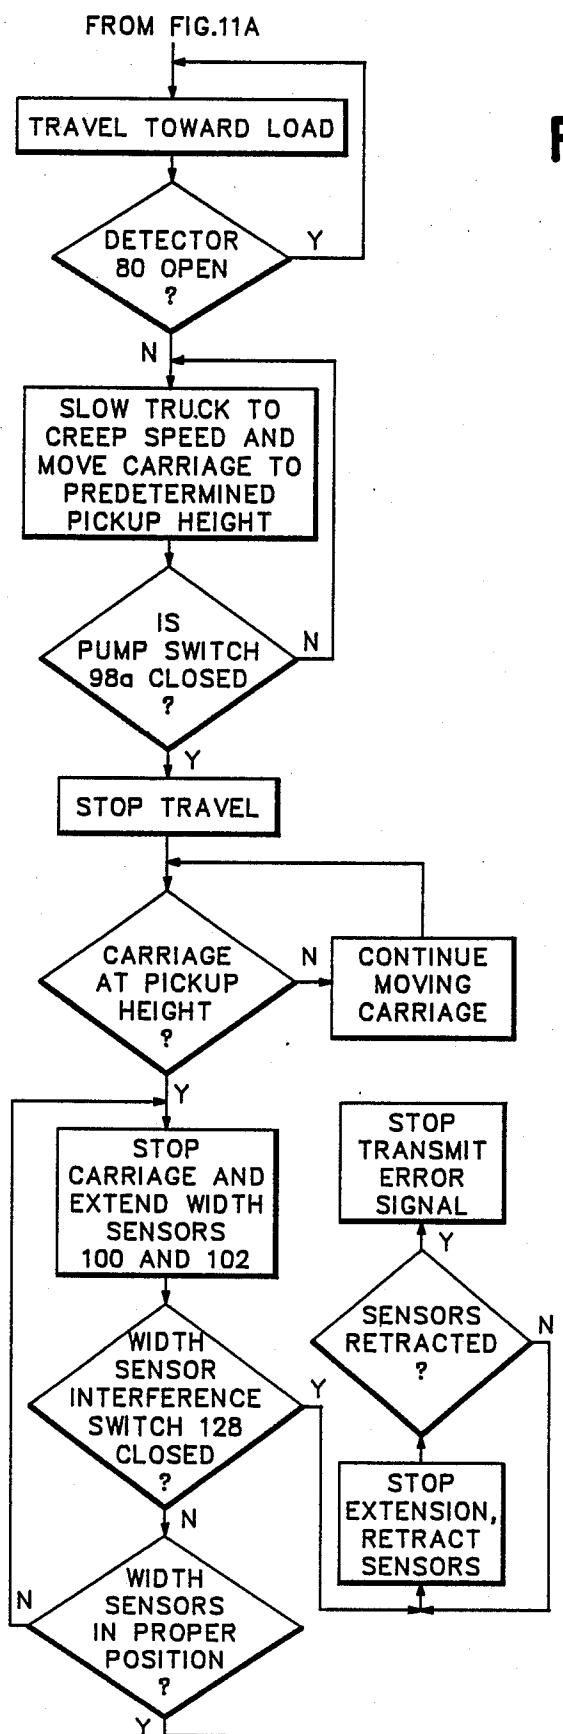 FROM FIG.11A
TRAVEL TOWARD LOAD
DETECTOR
80 OPEN
?
Y
N
SLOW TRUCK TO
CREEP SPEED AND
MOVE CARRIAGE TO
PREDETERMINED
PICKUP HEIGHT
IS
PUMP SWITCH
98a CLOSED
?
N
Y
STOP TRAVEL
CARRIAGE
AT PICKUP
HEIGHT
?
N
CONTINUE
MOVING
CARRIAGE
Y
STOP
CARRIAGE AND
EXTEND WIDTH
SENSORS
100 AND 102
WIDTH
SENSOR
INTERFERENCE
SWITCH 128
CLOSED
?
Y
N
STOP
TRANSMIT
ERROR
SIGNAL
Y
SENSORS
RETRACTED
?
N
STOP
EXTENSION,
RETRACT
SENSORS
WIDTH
SENSORS
IN PROPER
POSITION
?
N
Y